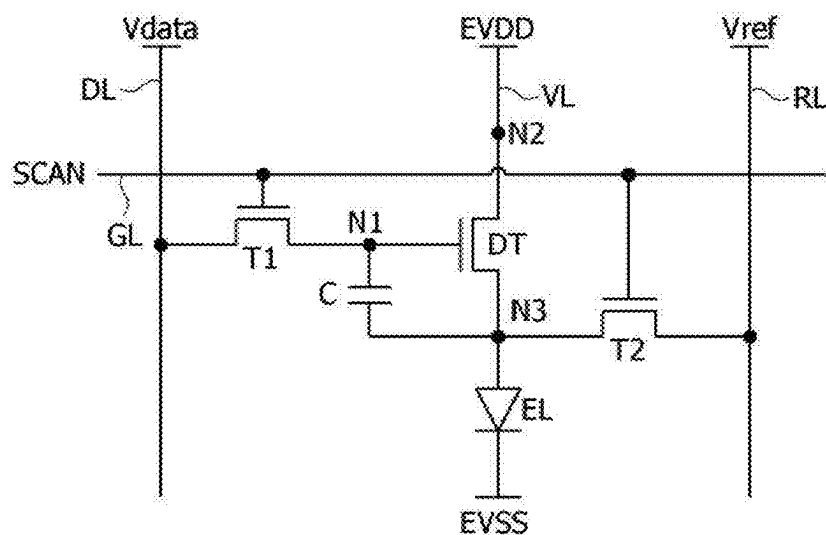 Vdata
EVDD
Vref
DL
VL
RL
N2
SCAN
GL
T1
N1
DT
C
N3
T2
EL
EVSS